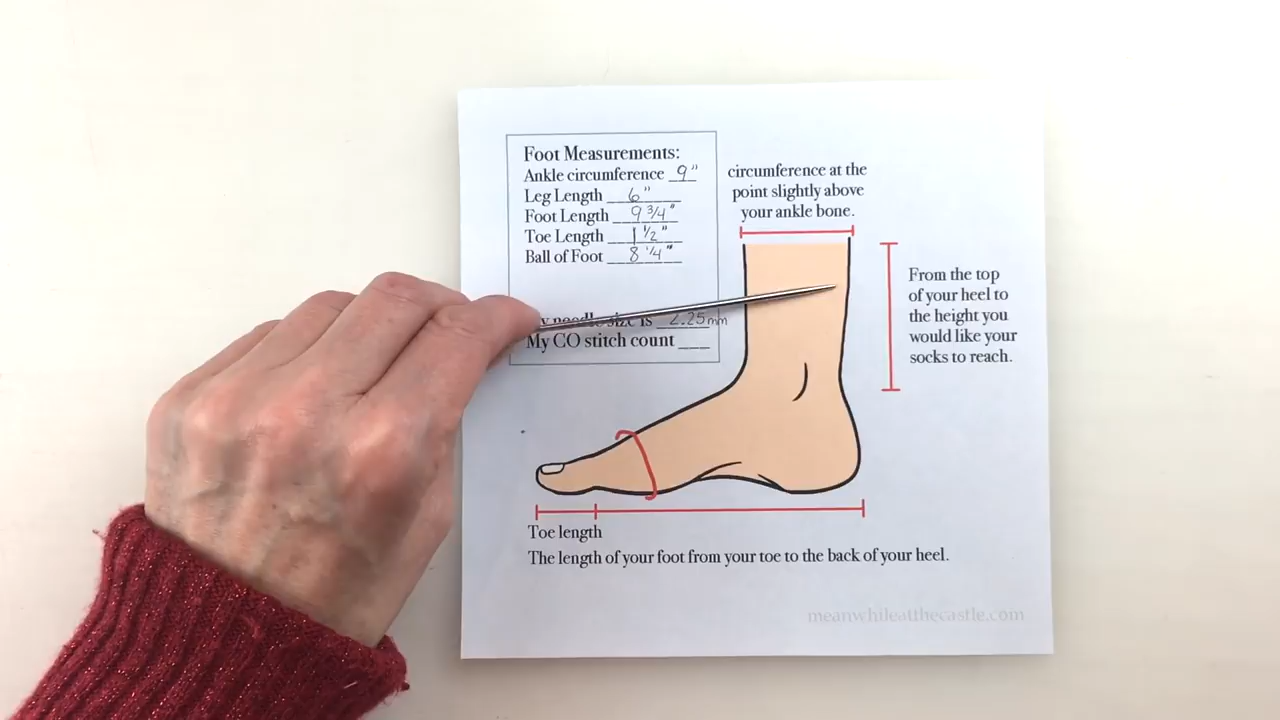 Foot Measurements:
Ankle circumference 9"
Leg Length 6"
Foot Length 9 3/4"
Toe Length 1 1/2"
Ball of Foot 8 1/4"
needle size is 2.25mm
My CO stitch count ___
circumference at the
point slightly above
your ankle bone.
From the top
of your heel to
the height you
would like your
socks to reach.
Toe length
The length of your foot from your toe to the back of your heel.
meanwhileatthecastle.com